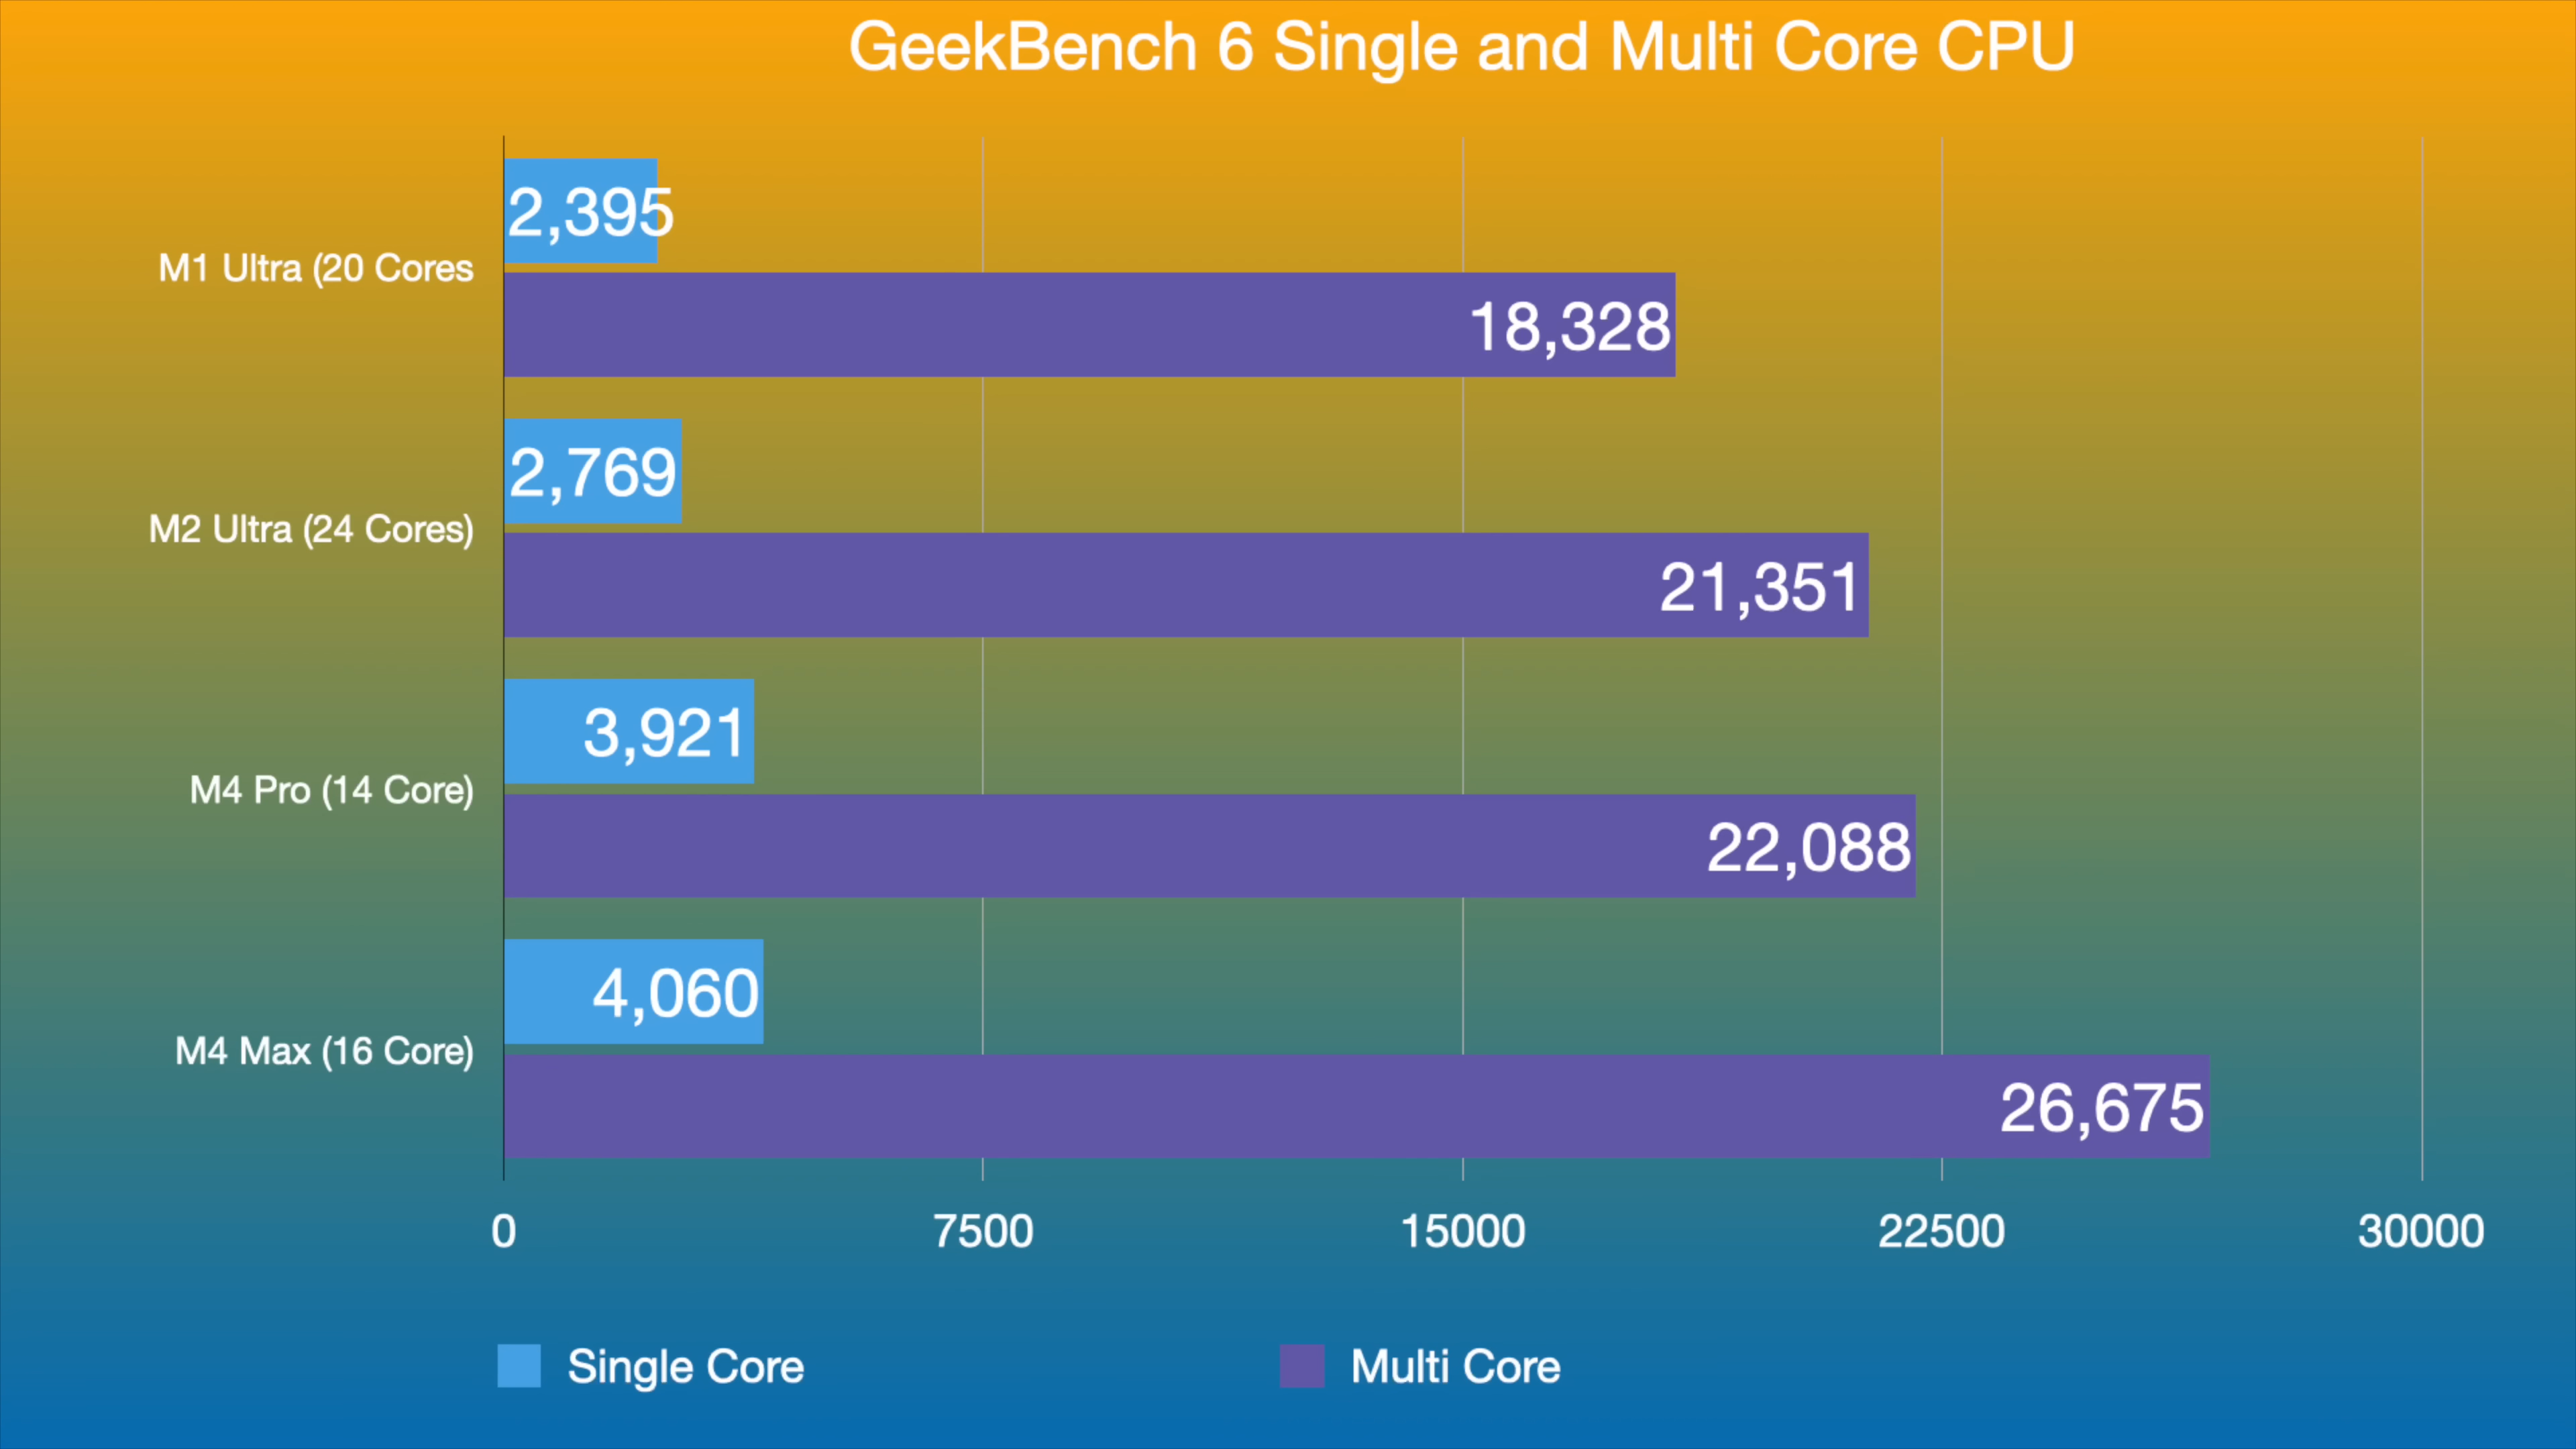 GeekBench 6 Single and Multi Core CPU
M1 Ultra (20 Cores
2,395
18,328
M2 Ultra (24 Cores)
2,769
21,351
M4 Pro (14 Core)
3,921
22,088
M4 Max (16 Core)
4,060
26,675
0 7500 15000 22500 30000
Single Core Multi Core